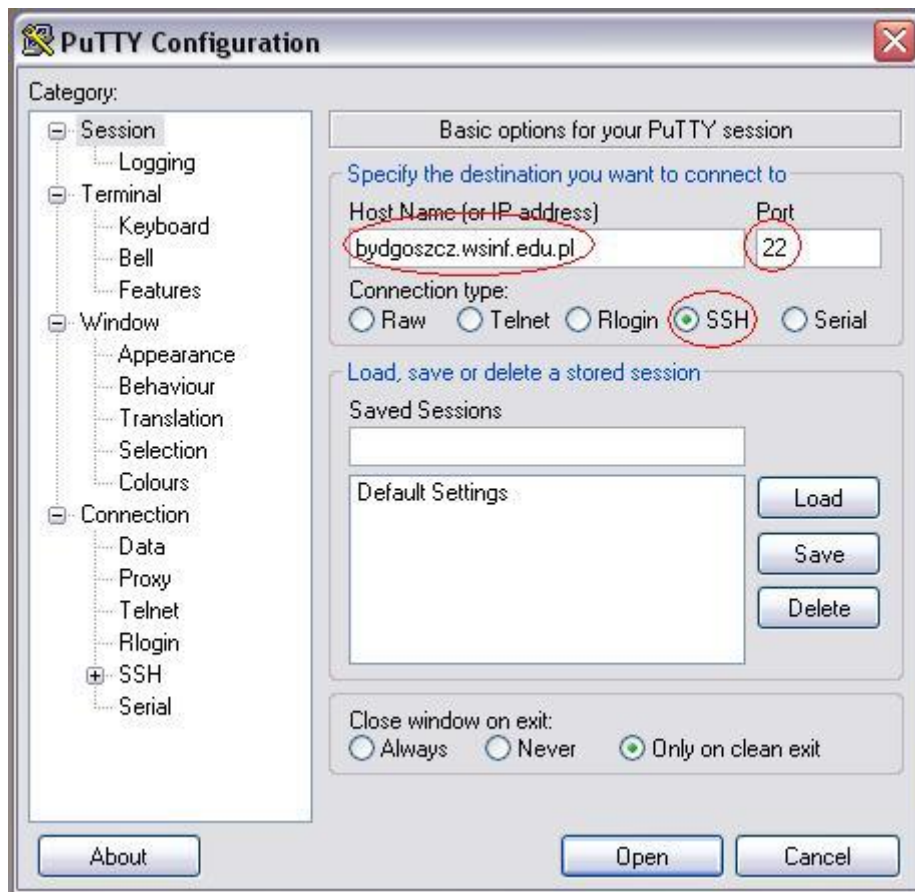 PuTTY Configuration
Category:
Session
Logging
Terminal
Keyboard
Bell
Features
Window
Appearance
Behaviour
Translation
Selection
Colours
Connection
Data
Proxy
Telnet
Rlogin
SSH
Serial
Basic options for your PuTTY session
Specify the destination you want to connect to
Host Name (or IP address) Port
bydgoszcz.wsinf.edu.pl 22
Connection type:
Raw Telnet Rlogin SSH Serial
Load, save or delete a stored session
Saved Sessions
Default Settings
Load
Save
Delete
Close window on exit:
Always Never Only on clean exit
About Open Cancel